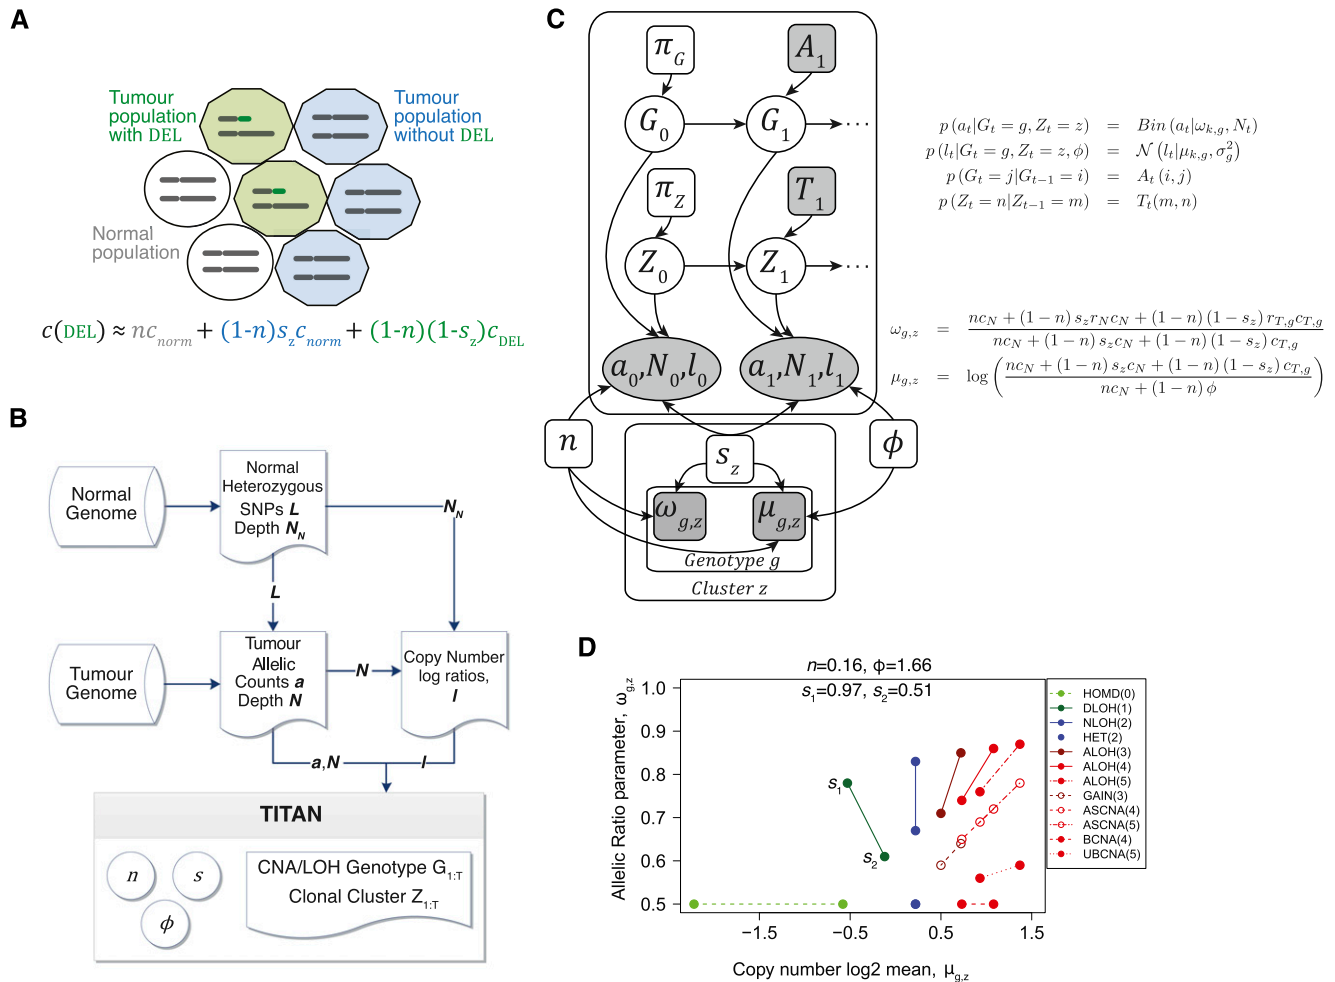 A
Tumour
population
with DEL
Tumour
population
without DEL
Normal
population
c(DEL) ≈ nc_norm + (1-n)s_z c_norm + (1-n)(1-s_z)c_DEL
B
Normal
Genome
Normal
Heterozygous
SNPs L
Depth N_N
N_N
L
Tumour
Genome
Tumour
Allelic
Counts a
Depth N
N
Copy Number
log ratios,
l
a,N
l
TITAN
n
s
ϕ
CNA/LOH Genotype G_1:T
Clonal Cluster Z_1:T
C
π_G
A_1
G_0
G_1
···
π_Z
T_1
Z_0
Z_1
···
a_0,N_0,l_0
a_1,N_1,l_1
n
s_z
ϕ
ω_g,z
μ_g,z
Genotype g
Cluster z
p (a_t|G_t = g, Z_t = z) = Bin (a_t|ω_k,g, N_t)
p (l_t|G_t = g, Z_t = z, ϕ) = N (l_t|μ_k,g, σ_g^2)
p (G_t = j|G_t−1 = i) = A_t (i, j)
p (Z_t = n|Z_t−1 = m) = T_t(m, n)
ω_g,z = (nc_N + (1 − n) s_z r_N c_N + (1 − n) (1 − s_z) r_T,g c_T,g) / (nc_N + (1 − n) s_z c_N + (1 − n) (1 − s_z) c_T,g)
μ_g,z = log ((nc_N + (1 − n) s_z c_N + (1 − n) (1 − s_z) c_T,g) / (nc_N + (1 − n) ϕ))
D
n=0.16, ϕ=1.66
s_1=0.97, s_2=0.51
Allelic Ratio parameter, ω_g,z
1.0
0.9
0.8
0.7
0.6
0.5
s_1
s_2
−1.5
−0.5
0.5
1.5
Copy number log2 mean, μ_g,z
HOMD(0)
DLOH(1)
NLOH(2)
HET(2)
ALOH(3)
ALOH(4)
ALOH(5)
GAIN(3)
ASCNA(4)
ASCNA(5)
BCNA(4)
UBCNA(5)